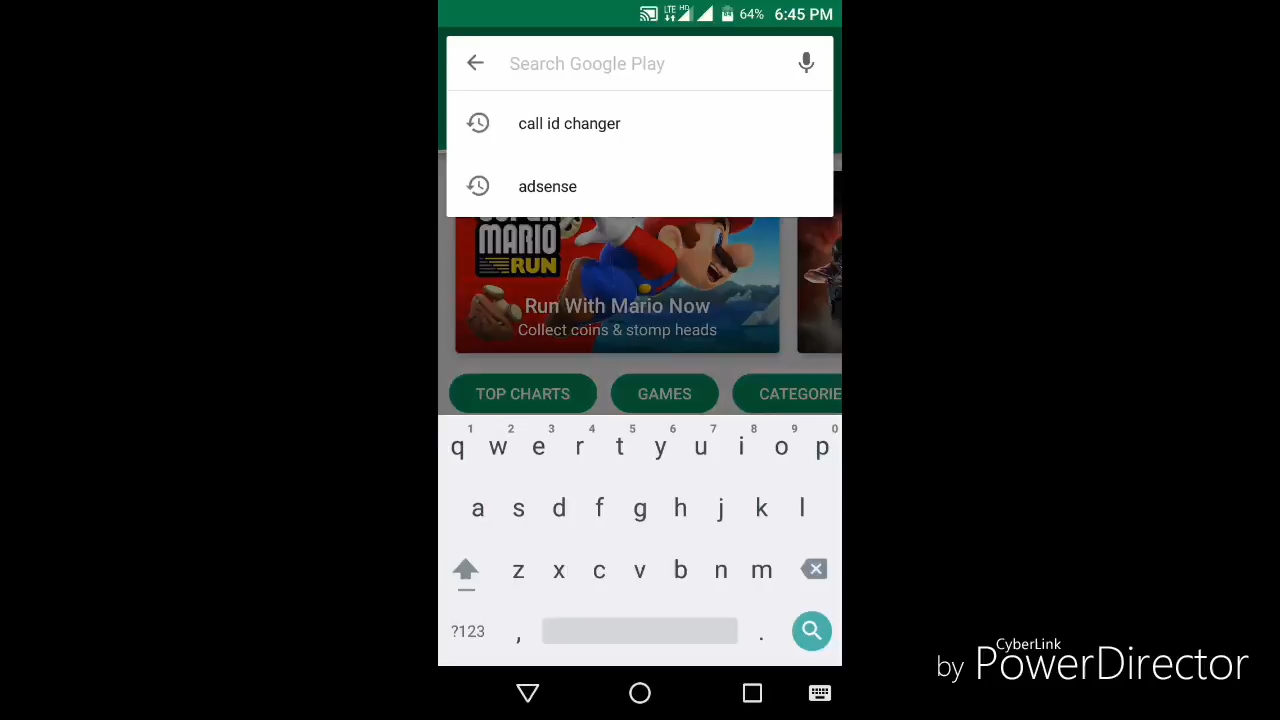 LTE HD 64% 6:45 PM
Search Google Play
call id changer
adsense
SUPER
MARIO
RUN
Run With Mario Now
Collect coins & stomp heads
TOP CHARTS GAMES CATEGORIE
1 2 3 4 5 6 7 8 9 0
q w e r t y u i o p
a s d f g h j k l
z x c v b n m
?123 , .
CyberLink
by PowerDirector